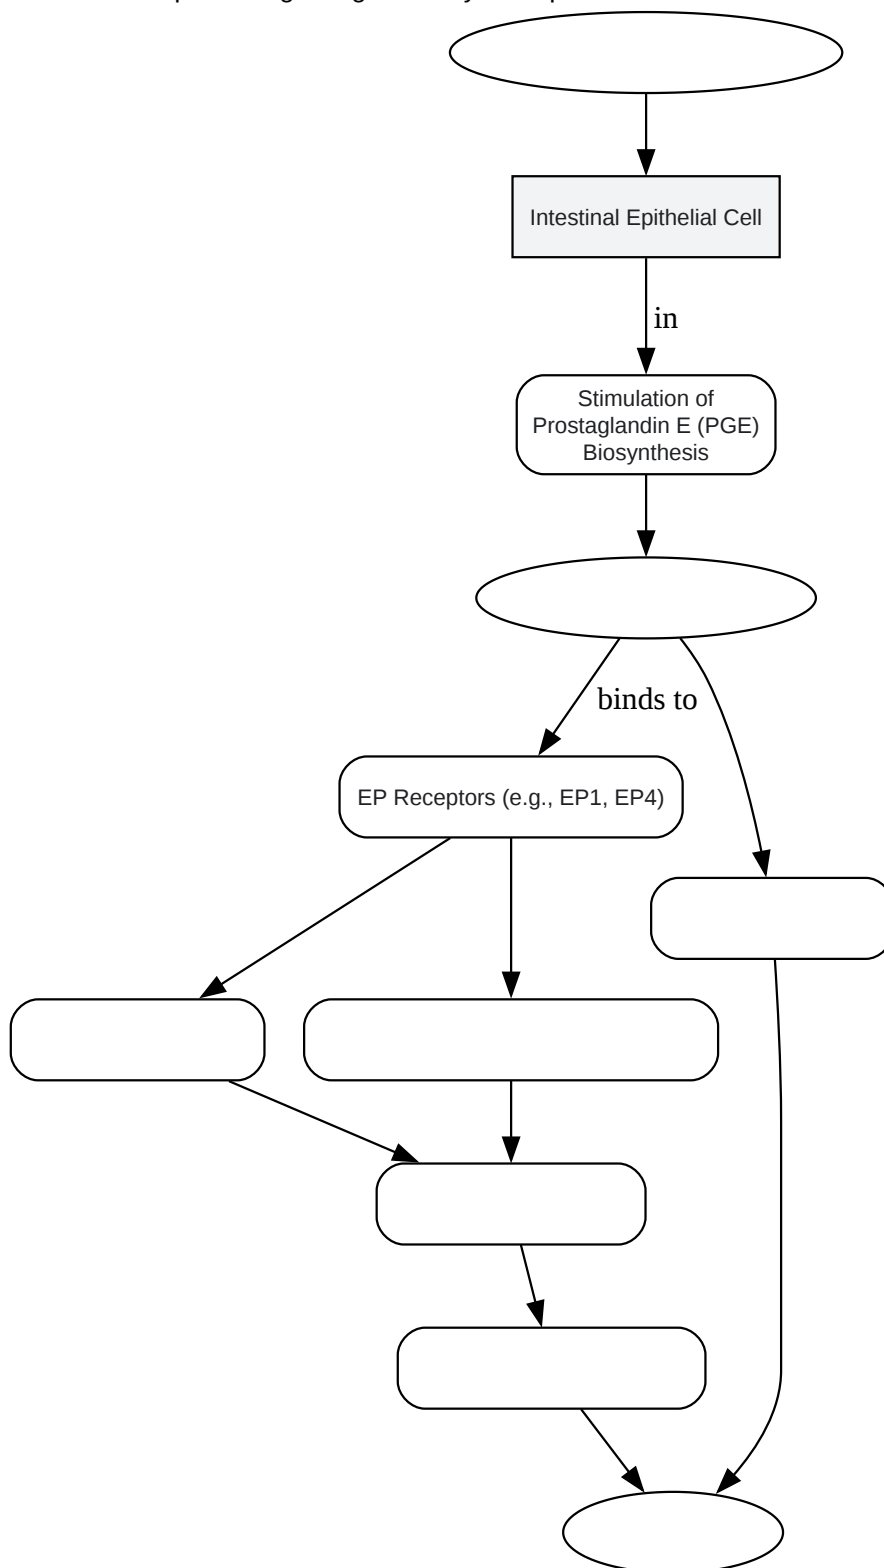 Intestinal Epithelial Cell
in
Stimulation of
Prostaglandin E (PGE)
Biosynthesis
binds to
EP Receptors (e.g., EP1, EP4)